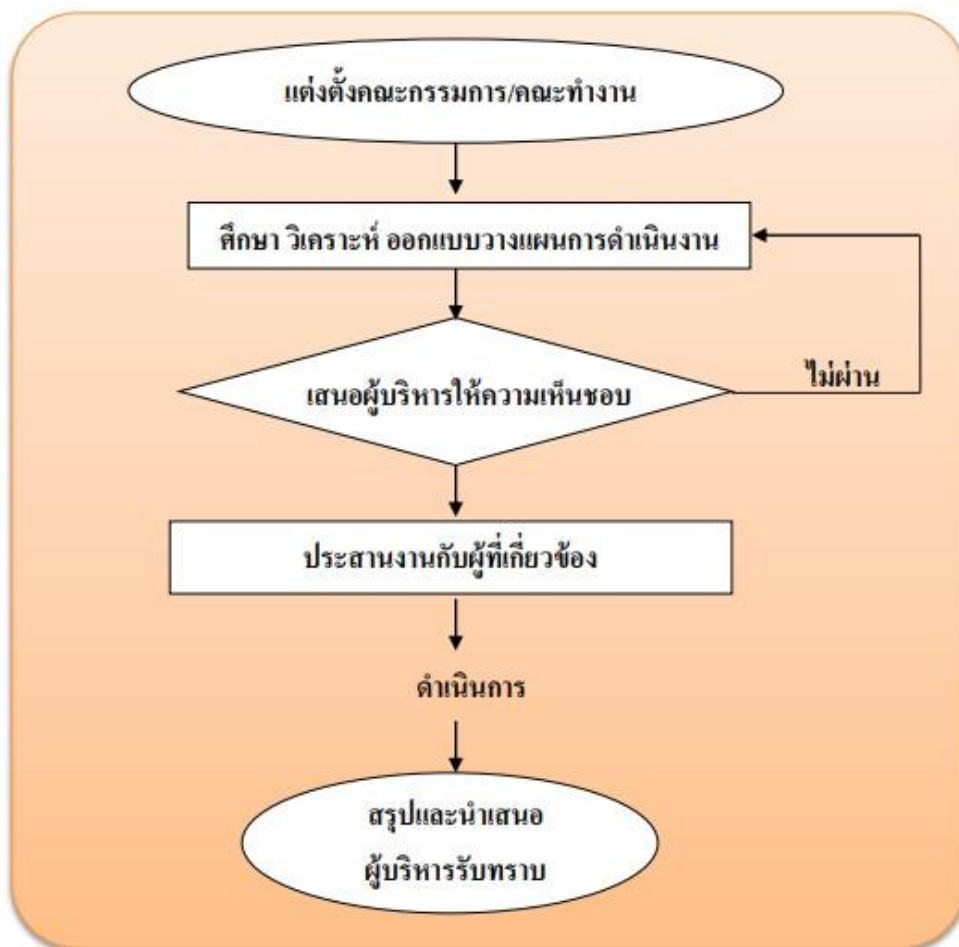 แต่งตั้งคณะกรรมการ/คณะทำงาน
ศึกษา วิเคราะห์ ออกแบบวางแผนการดำเนินงาน
เสนอผู้บริหารให้ความเห็นชอบ
ไม่ผ่าน
ประสานงานกับผู้ที่เกี่ยวข้อง
ดำเนินการ
สรุปและนำเสนอ
ผู้บริหารรับทราบ